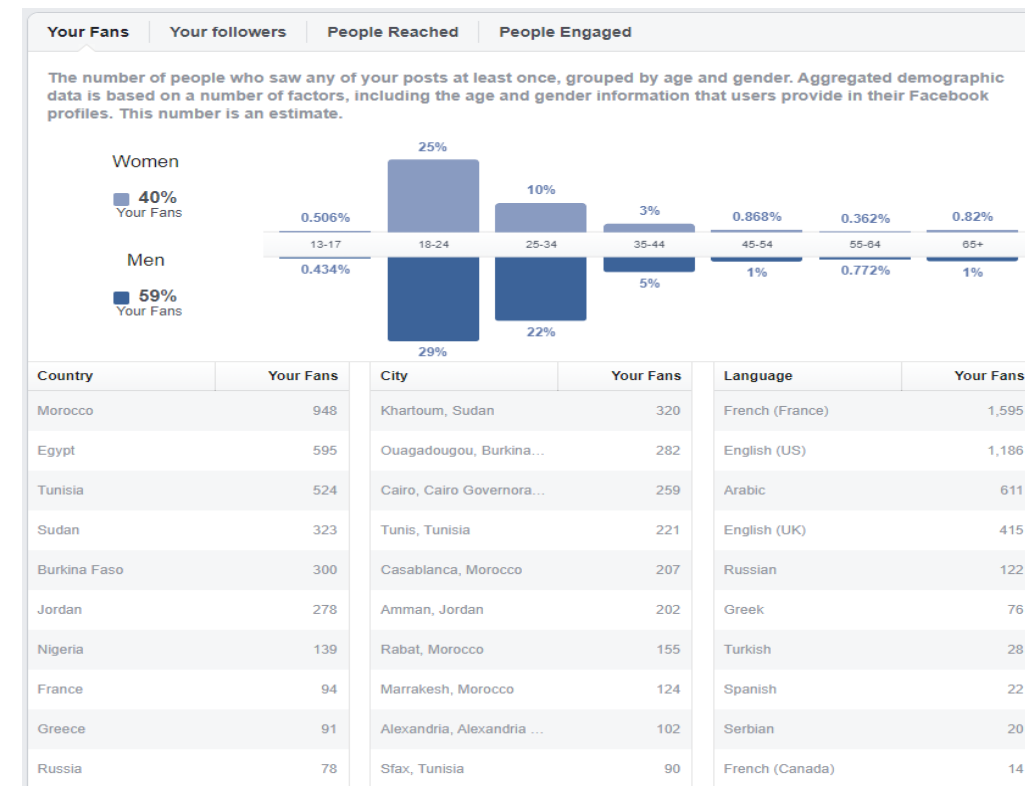 Your Fans Your followers People Reached People Engaged
The number of people who saw any of your posts at least once, grouped by age and gender. Aggregated demographic
data is based on a number of factors, including the age and gender information that users provide in their Facebook
profiles. This number is an estimate.
Women
40%
Your Fans
25%
10%
0.506%
3%
0.868%
0.362%
0.82%
13-17 18-24 25-34 35-44 45-54 55-64 65+
Men
59%
Your Fans
0.434%
29%
22%
5%
1%
0.772%
1%
Country Your Fans City Your Fans Language Your Fans
Morocco 948 Khartoum, Sudan 320 French (France) 1,595
Egypt 595 Ouagadougou, Burkina... 282 English (US) 1,186
Tunisia 524 Cairo, Cairo Governora... 259 Arabic 611
Sudan 323 Tunis, Tunisia 221 English (UK) 415
Burkina Faso 300 Casablanca, Morocco 207 Russian 122
Jordan 278 Amman, Jordan 202 Greek 76
Nigeria 139 Rabat, Morocco 155 Turkish 28
France 94 Marrakesh, Morocco 124 Spanish 22
Greece 91 Alexandria, Alexandria ... 102 Serbian 20
Russia 78 Sfax, Tunisia 90 French (Canada) 14